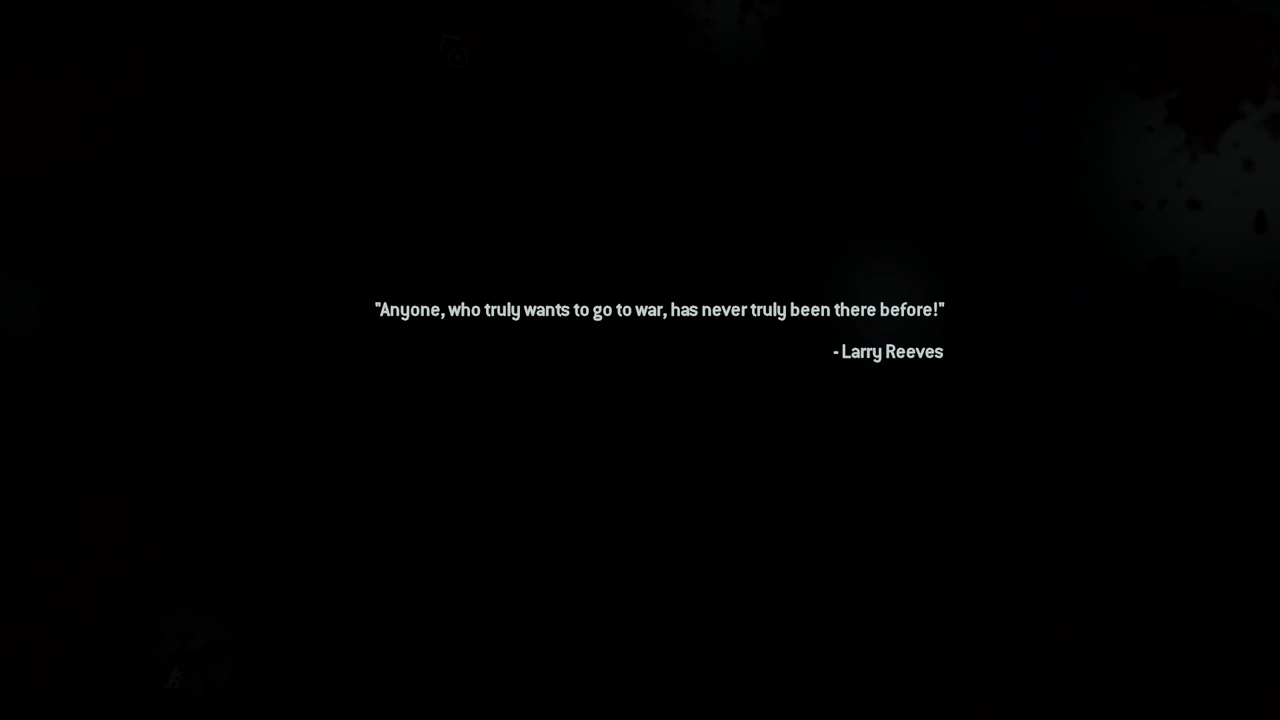 "Anyone, who truly wants to go to war, has never truly been there before!"
- Larry Reeves